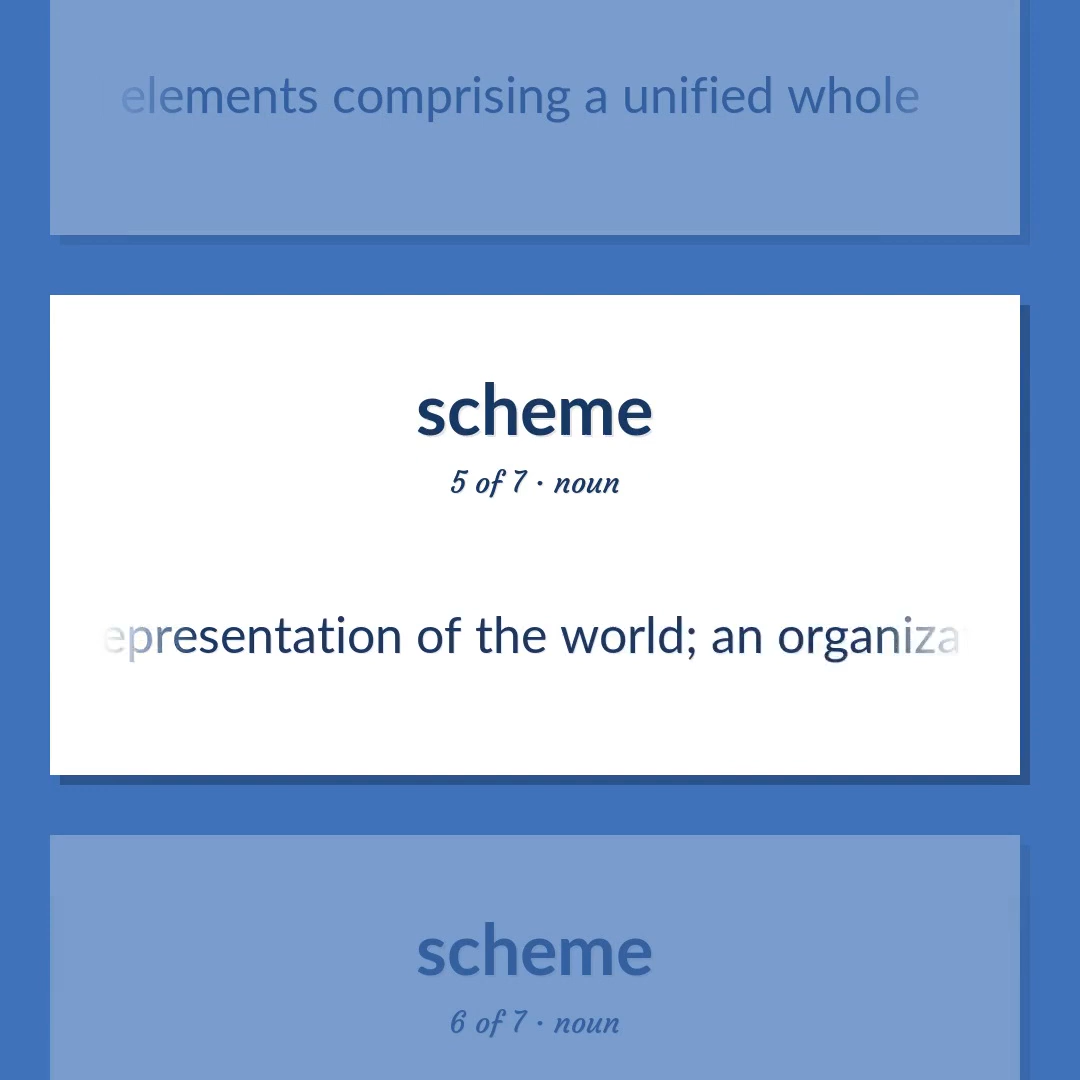 elements comprising a unified whole
scheme
5 of 7 · noun
epresentation of the world; an organiza
scheme
6 of 7 · noun